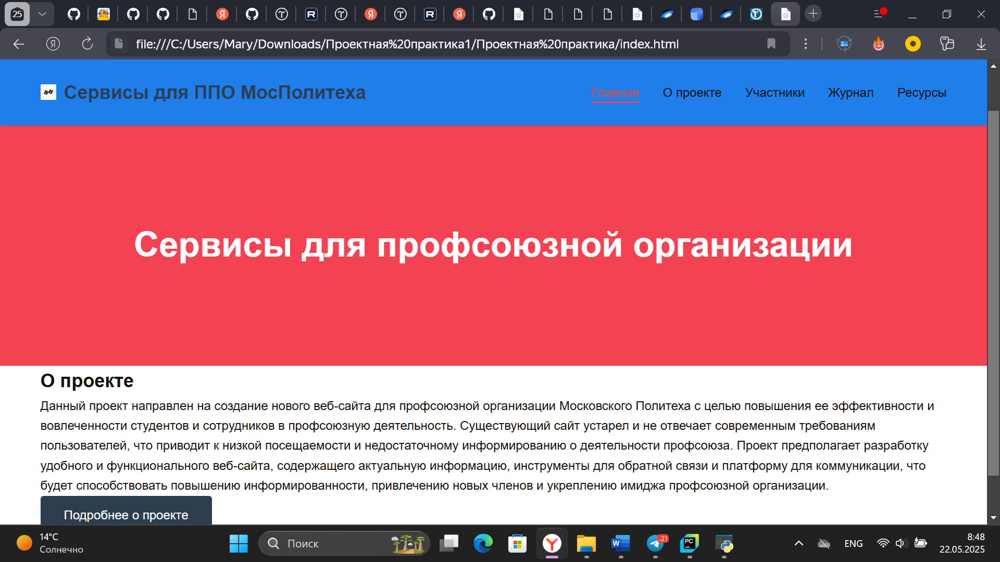 25
file:///C:/Users/Mary/Downloads/Проектная%20практика1/Проектная%20практика/index.html
Сервисы для ППО МосПолитеха
Главная О проекте Участники Журнал Ресурсы
Сервисы для профсоюзной организации
О проекте
Данный проект направлен на создание нового веб-сайта для профсоюзной организации Московского Политеха с целью повышения ее эффективности и
вовлеченности студентов и сотрудников в профсоюзную деятельность. Существующий сайт устарел и не отвечает современным требованиям
пользователей, что приводит к низкой посещаемости и недостаточному информированию о деятельности профсоюза. Проект предполагает разработку
удобного и функционального веб-сайта, содержащего актуальную информацию, инструменты для обратной связи и платформу для коммуникации, что
будет способствовать повышению информированности, привлечению новых членов и укреплению имиджа профсоюзной организации.
Подробнее о проекте
14°C
Солнечно
Поиск
..21
ENG
8:48
22.05.2025